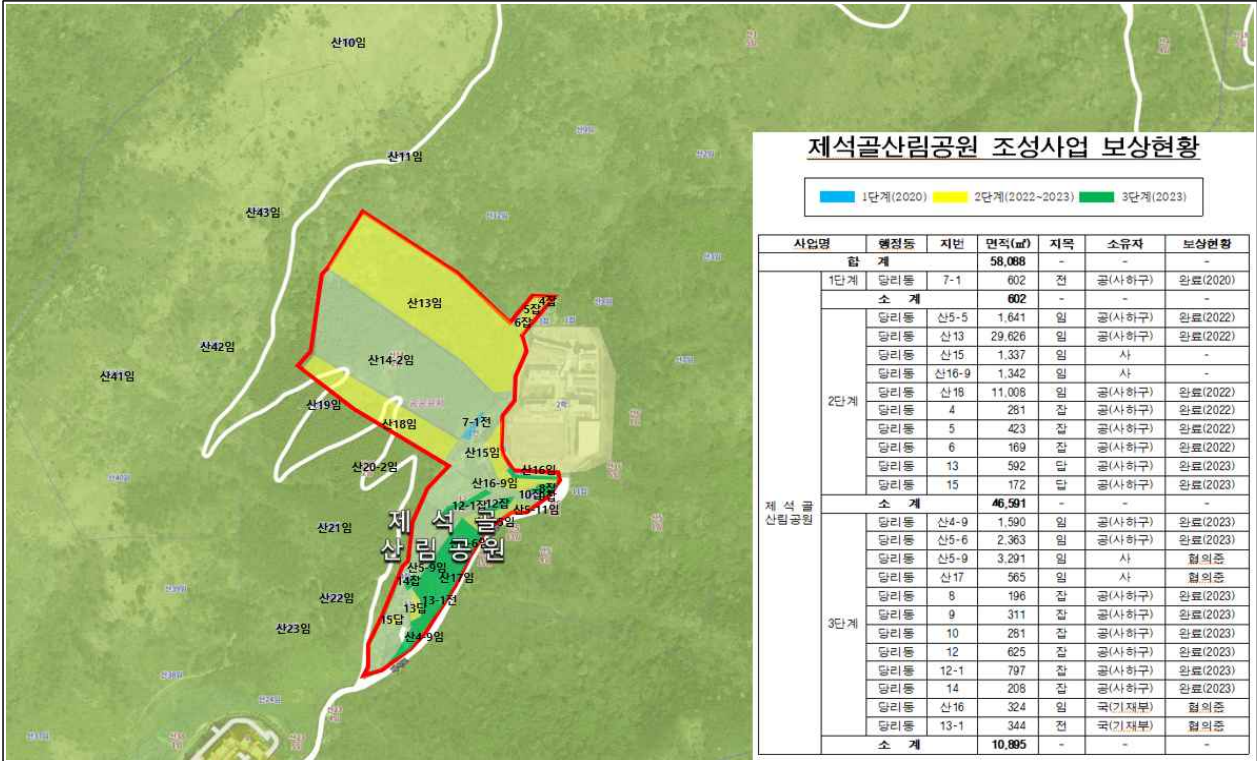 산10임
산11임
산43임
산13임
4잡
5잡
6잡
산42임
산14-2임
산41임
산19임
산18임
7-1전
산15임
산20-2임
산16임
산16-9임
8잡
12-1잡
12잡
산5-11임
산21임
제 석 골
산림공원
산5-9임
산17임
14잡
13-1전
13답
산22임
15답
산23임
산4-9임
제석골산림공원 조성사업 보상현황
1단계(2020) 2단계(2022~2023) 3단계(2023)
사업명 행정동 지번 면적(㎡) 지목 소유자 보상현황
합 계 58,088 - - -
제 석 골
산림공원
1단계 당리동 7-1 602 전 공(사하구) 완료(2020)
소 계 602 - - -
2단계
당리동 산5-5 1,641 임 공(사하구) 완료(2022)
당리동 산13 29,626 임 공(사하구) 완료(2022)
당리동 산15 1,337 임 사 -
당리동 산16-9 1,342 임 사 -
당리동 산18 11,008 임 공(사하구) 완료(2022)
당리동 4 281 잡 공(사하구) 완료(2022)
당리동 5 423 잡 공(사하구) 완료(2022)
당리동 6 169 잡 공(사하구) 완료(2022)
당리동 13 592 답 공(사하구) 완료(2023)
당리동 15 172 답 공(사하구) 완료(2023)
소 계 46,591 - - -
3단계
당리동 산4-9 1,590 임 공(사하구) 완료(2023)
당리동 산5-6 2,363 임 공(사하구) 완료(2023)
당리동 산5-9 3,291 임 사 협의중
당리동 산17 565 임 사 협의중
당리동 8 196 잡 공(사하구) 완료(2023)
당리동 9 311 잡 공(사하구) 완료(2023)
당리동 10 281 잡 공(사하구) 완료(2023)
당리동 12 625 잡 공(사하구) 완료(2023)
당리동 12-1 797 잡 공(사하구) 완료(2023)
당리동 14 208 잡 공(사하구) 완료(2023)
당리동 산16 324 임 국(기재부) 협의중
당리동 13-1 344 전 국(기재부) 협의중
소 계 10,895 - - -